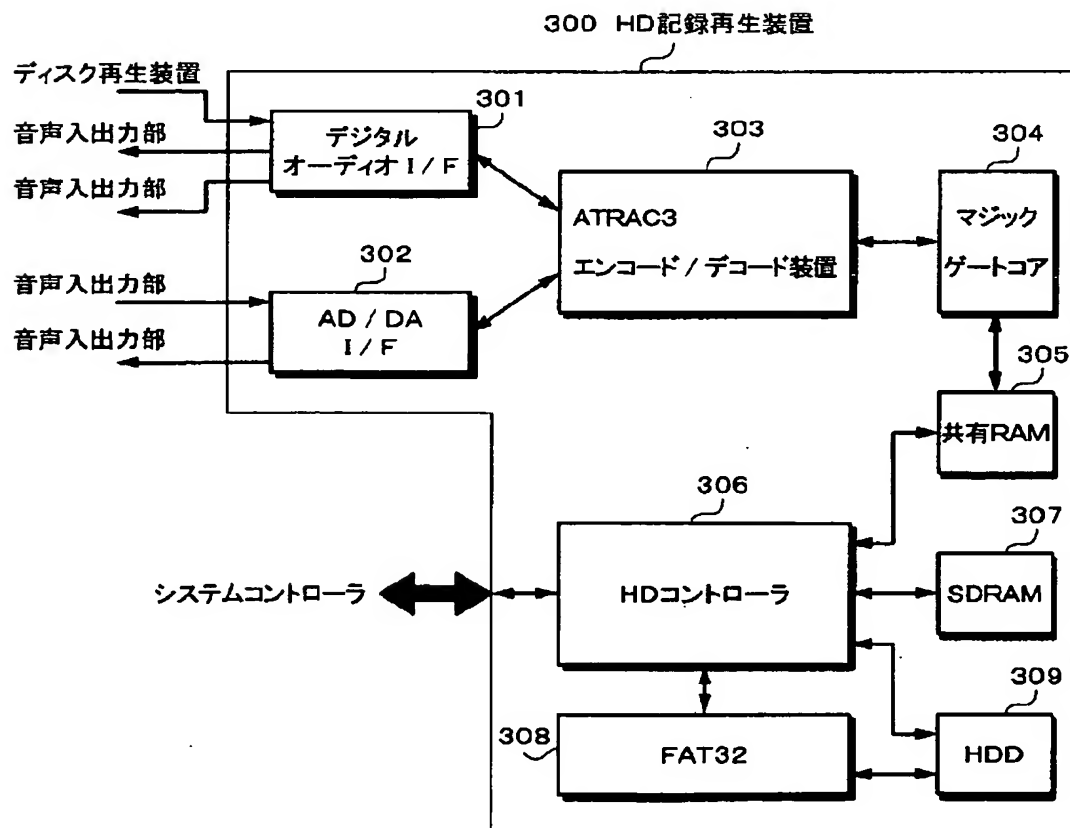 300 HD記録再生装置
ディスク再生装置
音声入出力部
音声入出力部
301
デジタル
オーディオI/F
音声入出力部
音声入出力部
302
AD/DA
I/F
303
ATRAC3
エンコード/デコード装置
304
マジック
ゲートコア
305
共有RAM
306
HDコントローラ
システムコントローラ
307
SDRAM
308
FAT32
309
HDD